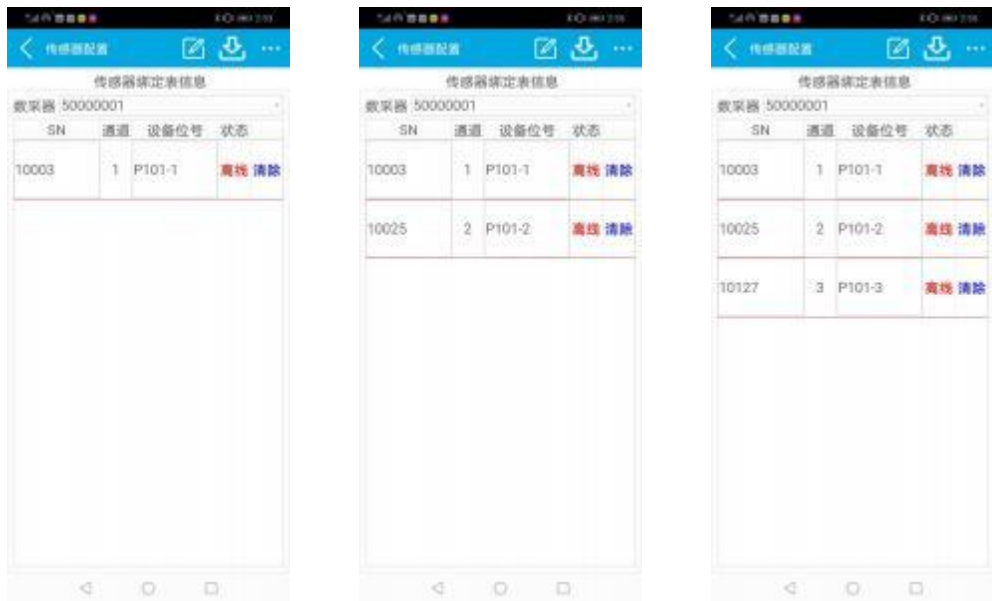 传感器配置
传感器绑定表信息
数采器 50000001
SN 通道 设备位号 状态
10003 1 P101-1 离线 清除
传感器配置
传感器绑定表信息
数采器 50000001
SN 通道 设备位号 状态
10003 1 P101-1 离线 清除
10025 2 P101-2 离线 清除
传感器配置
传感器绑定表信息
数采器 50000001
SN 通道 设备位号 状态
10003 1 P101-1 离线 清除
10025 2 P101-2 离线 清除
10127 3 P101-3 离线 清除